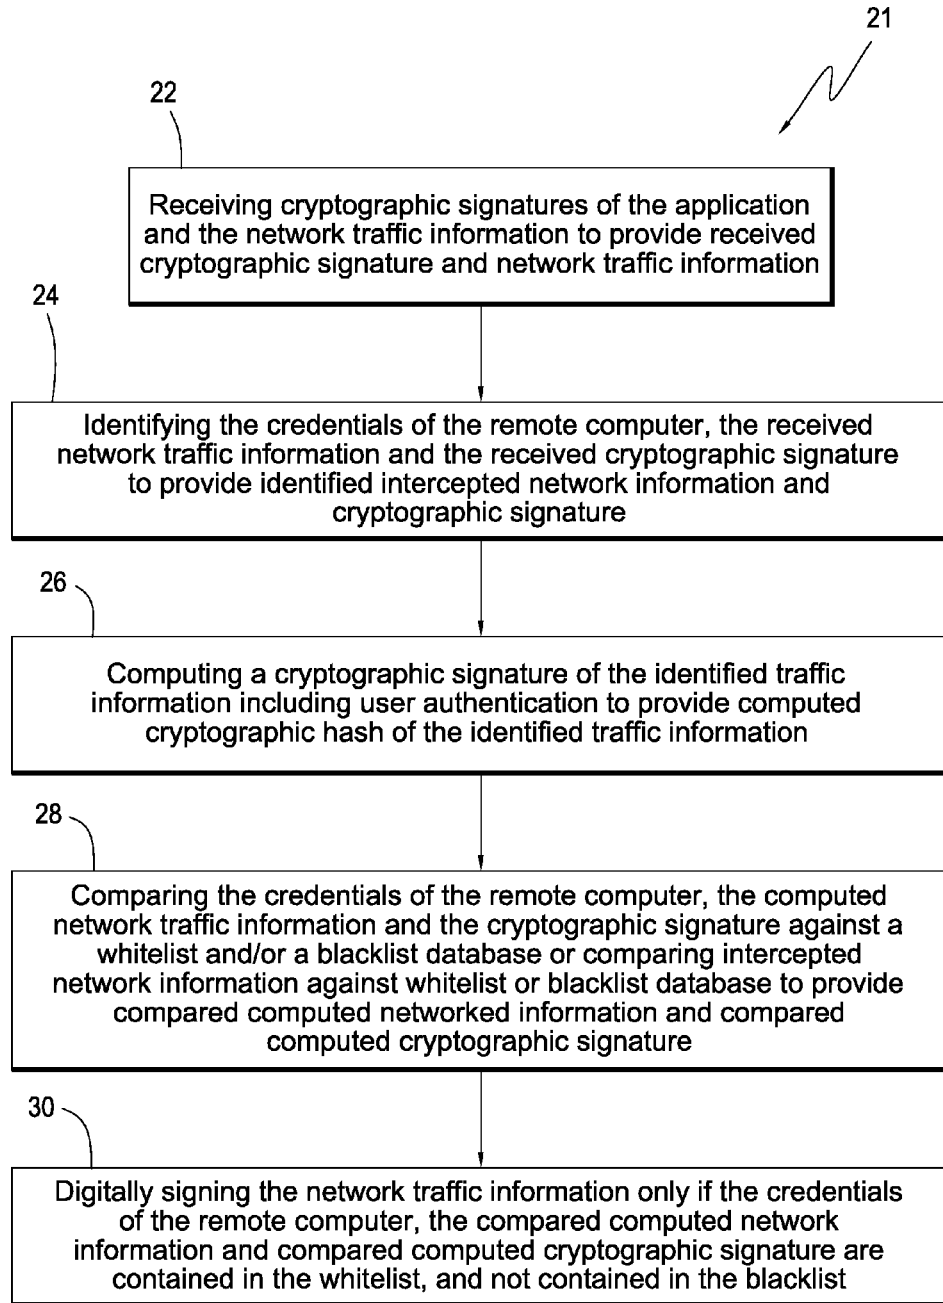 21
22
Receiving cryptographic signatures of the application
and the network traffic information to provide received
cryptographic signature and network traffic information
24
Identifying the credentials of the remote computer, the received
network traffic information and the received cryptographic signature
to provide identified intercepted network information and
cryptographic signature
26
Computing a cryptographic signature of the identified traffic
information including user authentication to provide computed
cryptographic hash of the identified traffic information
28
Comparing the credentials of the remote computer, the computed
network traffic information and the cryptographic signature against a
whitelist and/or a blacklist database or comparing intercepted
network information against whitelist or blacklist database to provide
compared computed networked information and compared
computed cryptographic signature
30
Digitally signing the network traffic information only if the credentials
of the remote computer, the compared computed network
information and compared computed cryptographic signature are
contained in the whitelist, and not contained in the blacklist